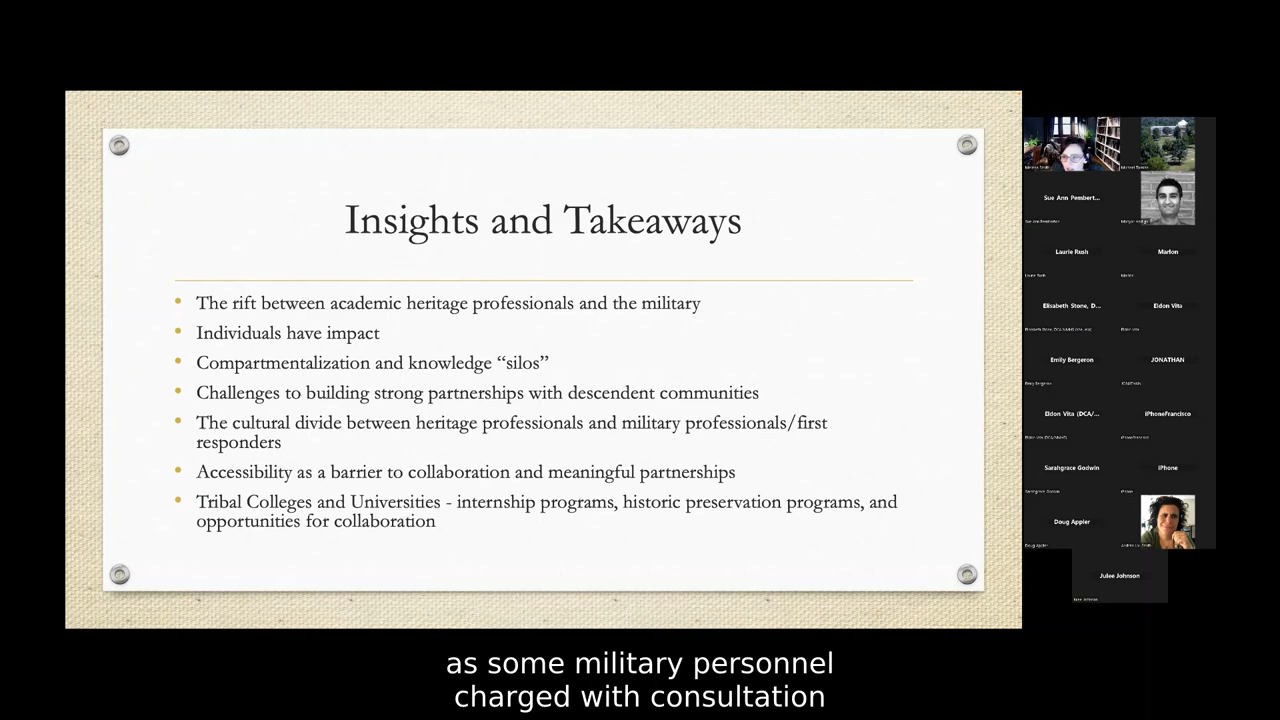 Insights and Takeaways
The rift between academic heritage professionals and the military
Individuals have impact
Compartmentalization and knowledge “silos”
Challenges to building strong partnerships with descendent communities
The cultural divide between heritage professionals and military professionals/first
responders
Accessibility as a barrier to collaboration and meaningful partnerships
Tribal Colleges and Universities - internship programs, historic preservation programs, and
opportunities for collaboration
Sue Ann Pembert...
Laurie Rush
Marlon
Elisabeth Stone, D...
Eldon Vita
Emily Bergeron
JONATHAN
Eldon Vita (DCA/...
iPhoneFrancisco
Sarahgrace Godwin
iPhone
Doug Appler
Julee Johnson
as some military personnel
charged with consultation